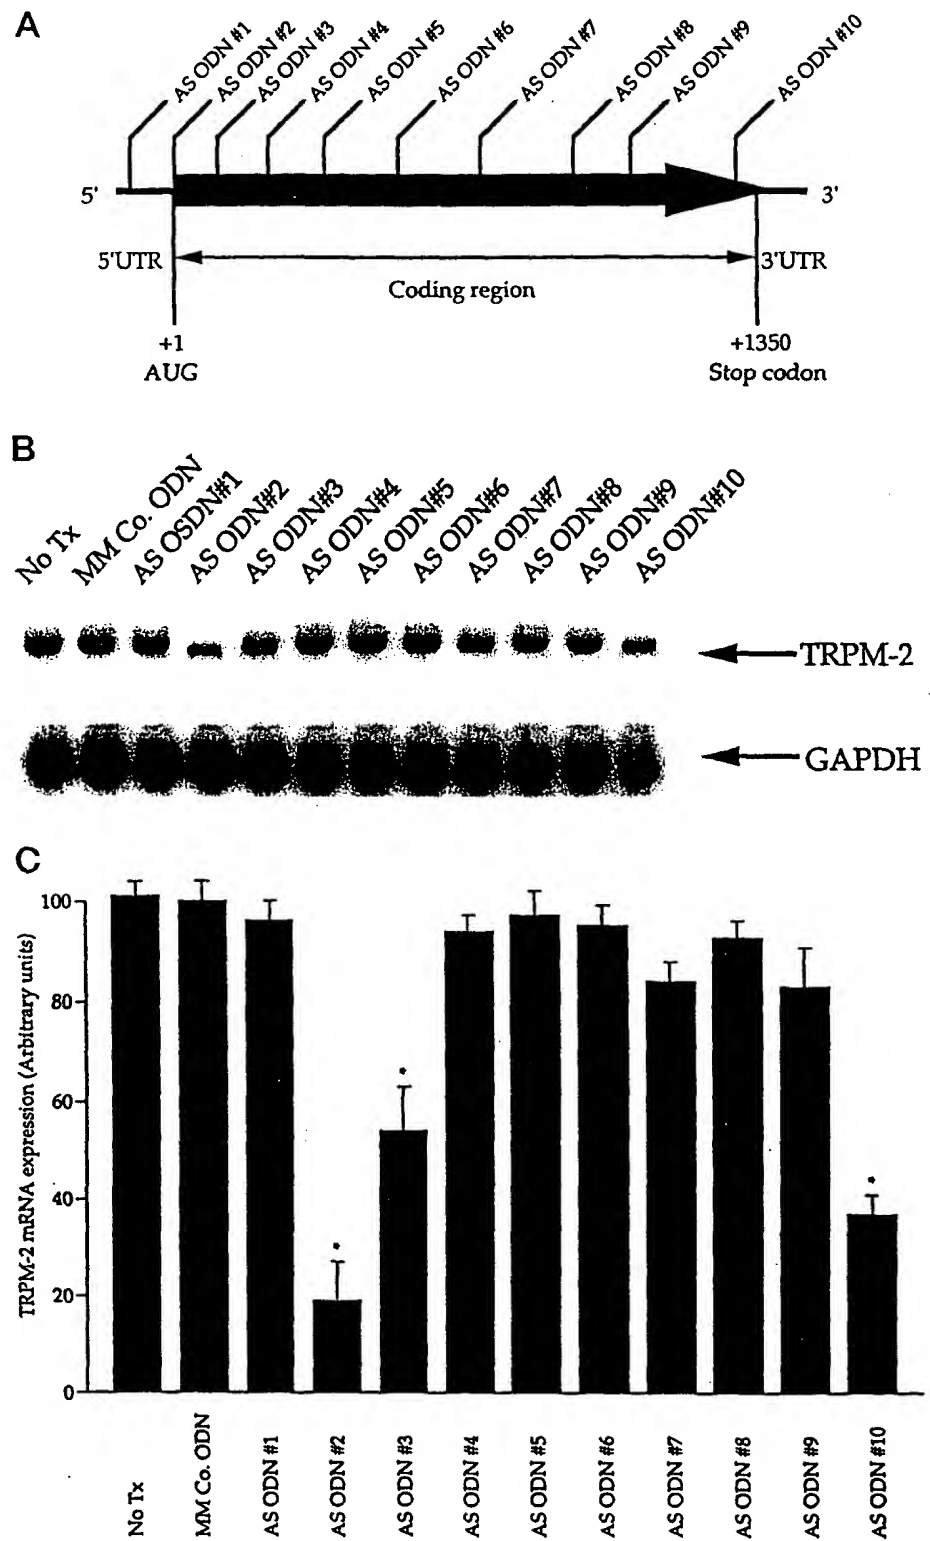 A
AS ODN #1
AS ODN #2
AS ODN #3
AS ODN #4
AS ODN #5
AS ODN #6
AS ODN #7
AS ODN #8
AS ODN #9
AS ODN #10
5'
3'
5'UTR
3'UTR
Coding region
+1
AUG
+1350
Stop codon
B
No Tx
MM Co. ODN
AS OSDN#1
AS ODN#2
AS ODN#3
AS ODN#4
AS ODN#5
AS ODN#6
AS ODN#7
AS ODN#8
AS ODN#9
AS ODN#10
TRPM-2
GAPDH
C
TRPM-2 mRNA expression (Arbitrary units)
100
80
60
40
20
0
No Tx
MM Co. ODN
AS ODN #1
AS ODN #2
AS ODN #3
AS ODN #4
AS ODN #5
AS ODN #6
AS ODN #7
AS ODN #8
AS ODN #9
AS ODN #10